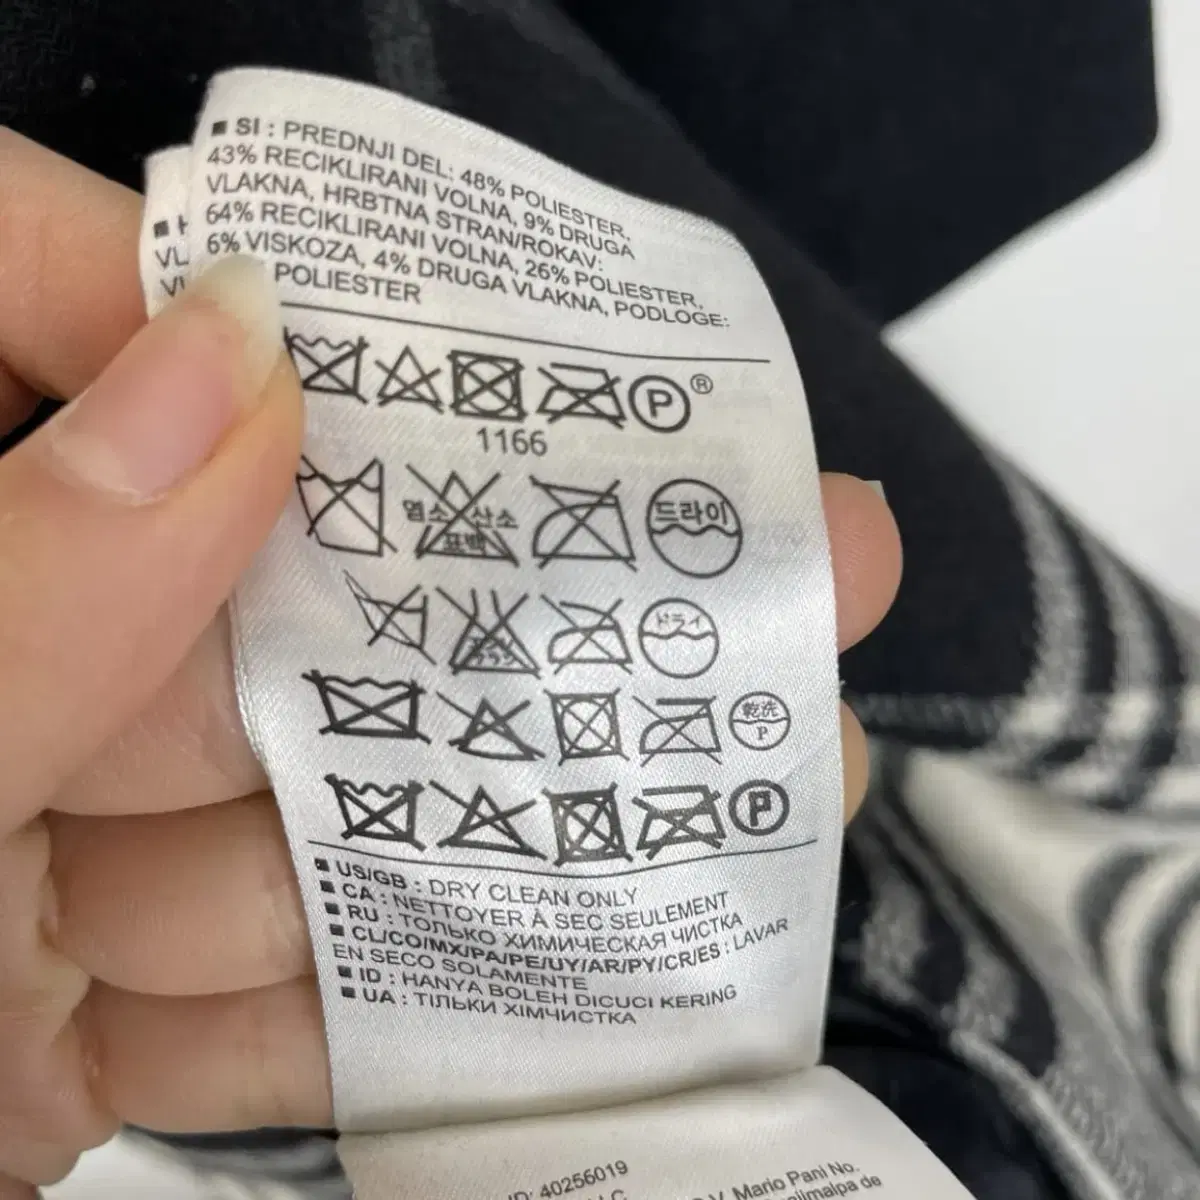 ■ SI : PREDNJI DEL: 48% POLIESTER,
43% RECIKLIRANI VOLNA, 9% DRUGA
VLAKNA, HRBTNA STRAN/ROKAV:
64% RECIKLIRANI VOLNA, 26% POLIESTER,
6% VISKOZA, 4% DRUGA VLAKNA, PODLOGE:
POLIESTER
P ®
1166
염소 산소
표백
드라이
ドライ
乾洗
P
P
■ US/GB : DRY CLEAN ONLY
■ CA : NETTOYER À SEC SEULEMENT
■ RU : ТОЛЬКО ХИМИЧЕСКАЯ ЧИСТКА
■ CL/CO/MX/PA/PE/UY/AR/PY/CR/ES : LAVAR
EN SECO SOLAMENTE
■ ID : HANYA BOLEH DICUCI KERING
■ UA : ТІЛЬКИ ХІМЧИСТКА
ID: 40256019
Mario Pani No.